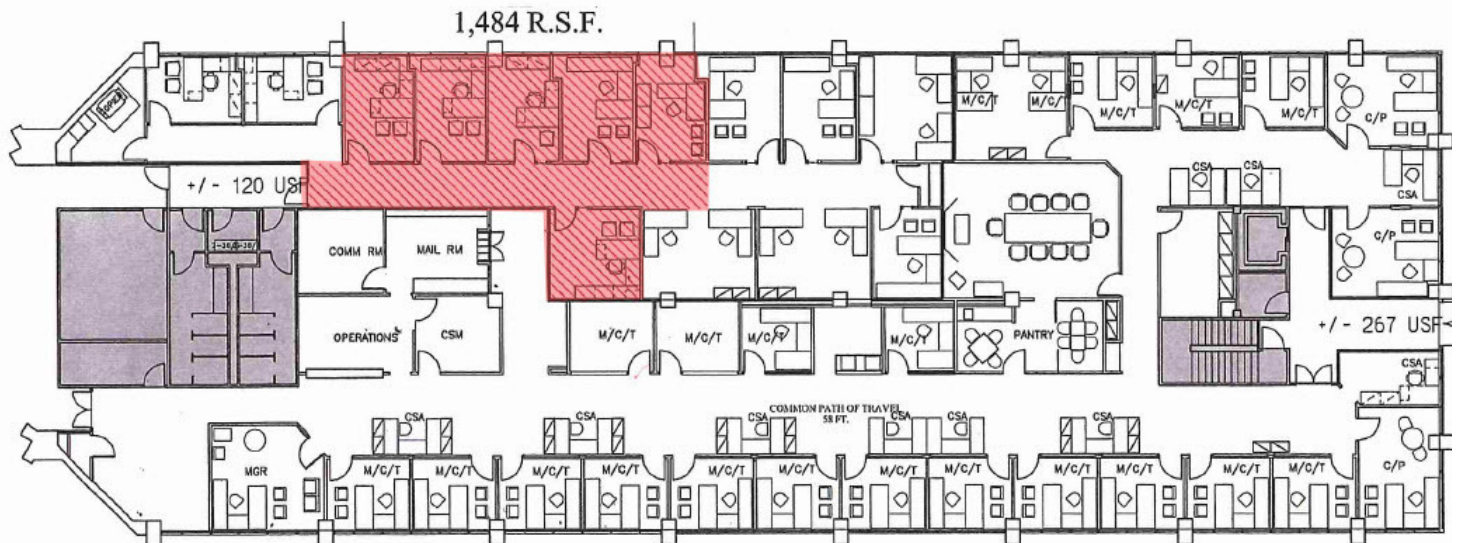 1,484 R.S.F.
COPIER
M/C/T
M/C/T
M/C/T
M/C/T
M/C/T
C/P
CSA
CSA
CSA
+/- 120 USF
COMM RM
MAIL RM
C/P
OPERATIONS
CSM
M/C/T
M/C/T
M/C/T
M/C/T
PANTRY
+/- 267 USF
CSA
COMMON PATH OF TRAVEL
58 FT.
CSA
CSA
CSA
CSA
CSA
CSA
MGR
M/C/T
M/C/T
M/C/T
M/C/T
M/C/T
M/C/T
M/C/T
M/C/T
M/C/T
M/C/T
M/C/T
M/C/T
C/P